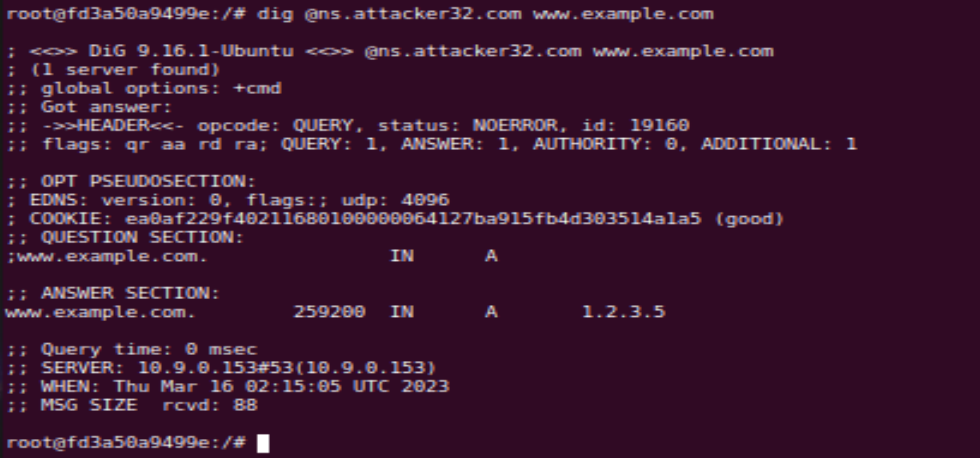 root@fd3a50a9499e:/# dig @ns.attacker32.com www.example.com
; <<>> DiG 9.16.1-Ubuntu <<>> @ns.attacker32.com www.example.com
; (1 server found)
;; global options: +cmd
;; Got answer:
;; ->>HEADER<<- opcode: QUERY, status: NOERROR, id: 19160
;; flags: qr aa rd ra; QUERY: 1, ANSWER: 1, AUTHORITY: 0, ADDITIONAL: 1
;; OPT PSEUDOSECTION:
; EDNS: version: 0, flags:; udp: 4096
; COOKIE: ea0af229f40211680100000064127ba915fb4d303514a1a5 (good)
;; QUESTION SECTION:
;www.example.com. IN A
;; ANSWER SECTION:
www.example.com. 259200 IN A 1.2.3.5
;; Query time: 0 msec
;; SERVER: 10.9.0.153#53(10.9.0.153)
;; WHEN: Thu Mar 16 02:15:05 UTC 2023
;; MSG SIZE rcvd: 88
root@fd3a50a9499e:/#